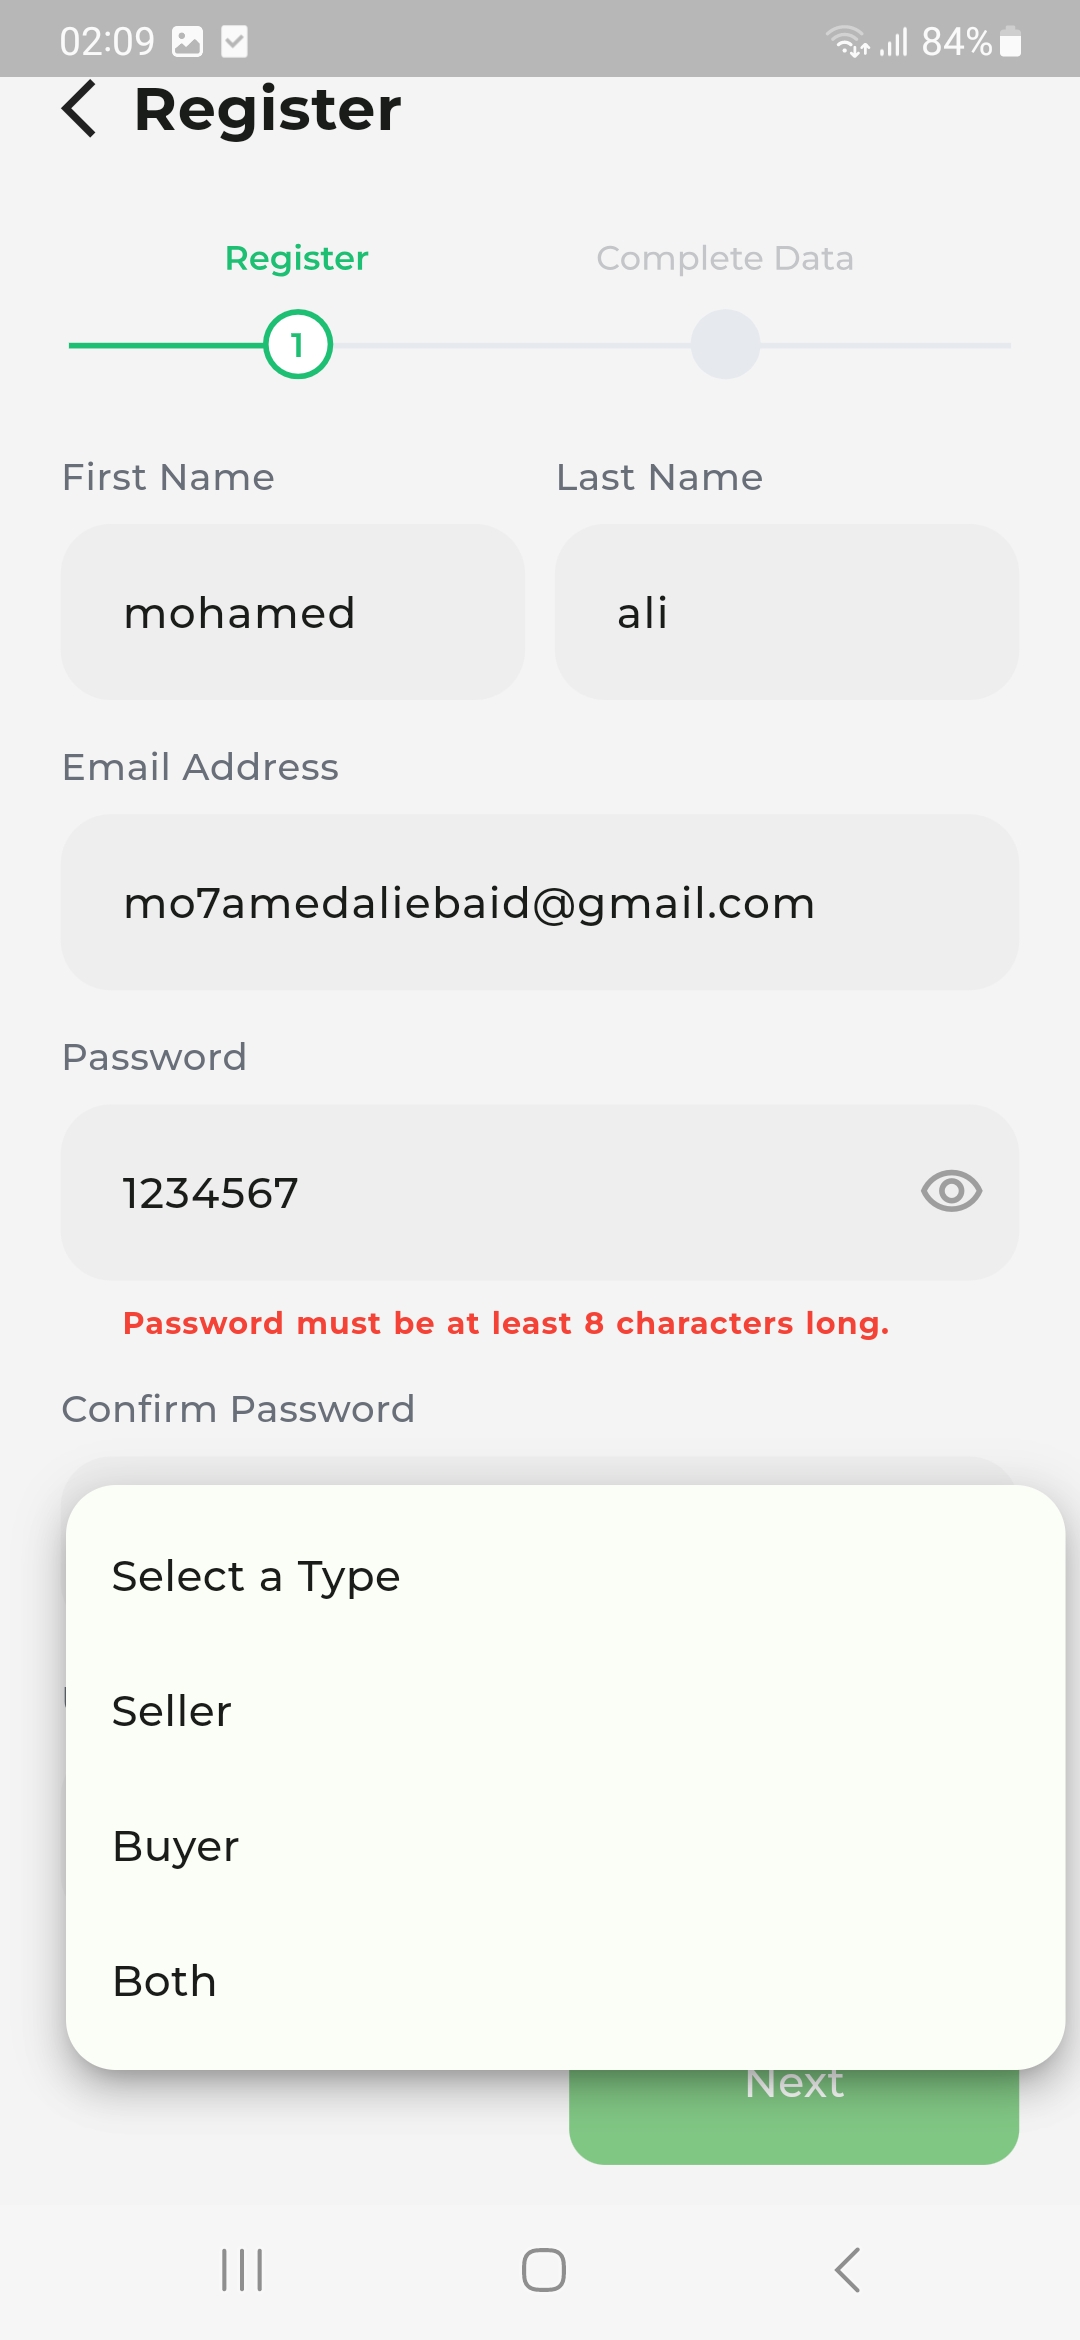 02:09 84%
Register
Register Complete Data
1
First Name Last Name
mohamed ali
Email Address
mo7amedaliebaid@gmail.com
Password
1234567
Password must be at least 8 characters long.
Confirm Password
Select a Type
Seller
Buyer
Both
Next